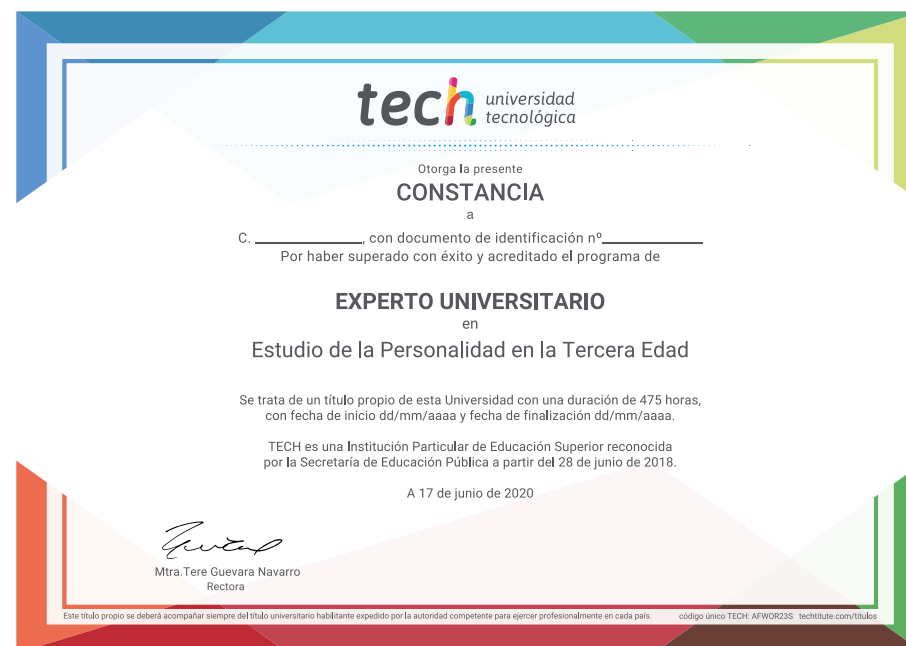 tech universidad
tecnológica
Otorga la presente
CONSTANCIA
a
C. ____________, con documento de identificación nº____________
Por haber superado con éxito y acreditado el programa de
EXPERTO UNIVERSITARIO
en
Estudio de la Personalidad en la Tercera Edad
Se trata de un título propio de esta Universidad con una duración de 475 horas,
con fecha de inicio dd/mm/aaaa y fecha de finalización dd/mm/aaaa.
TECH es una Institución Particular de Educación Superior reconocida
por la Secretaría de Educación Pública a partir del 28 de junio de 2018.
A 17 de junio de 2020
Mtra.Tere Guevara Navarro
Rectora
Este título propio se deberá acompañar siempre del título universitario habilitante expedido por la autoridad competente para ejercer profesionalmente en cada país. código único TECH: AFWOR23S techtitute.com/titulos